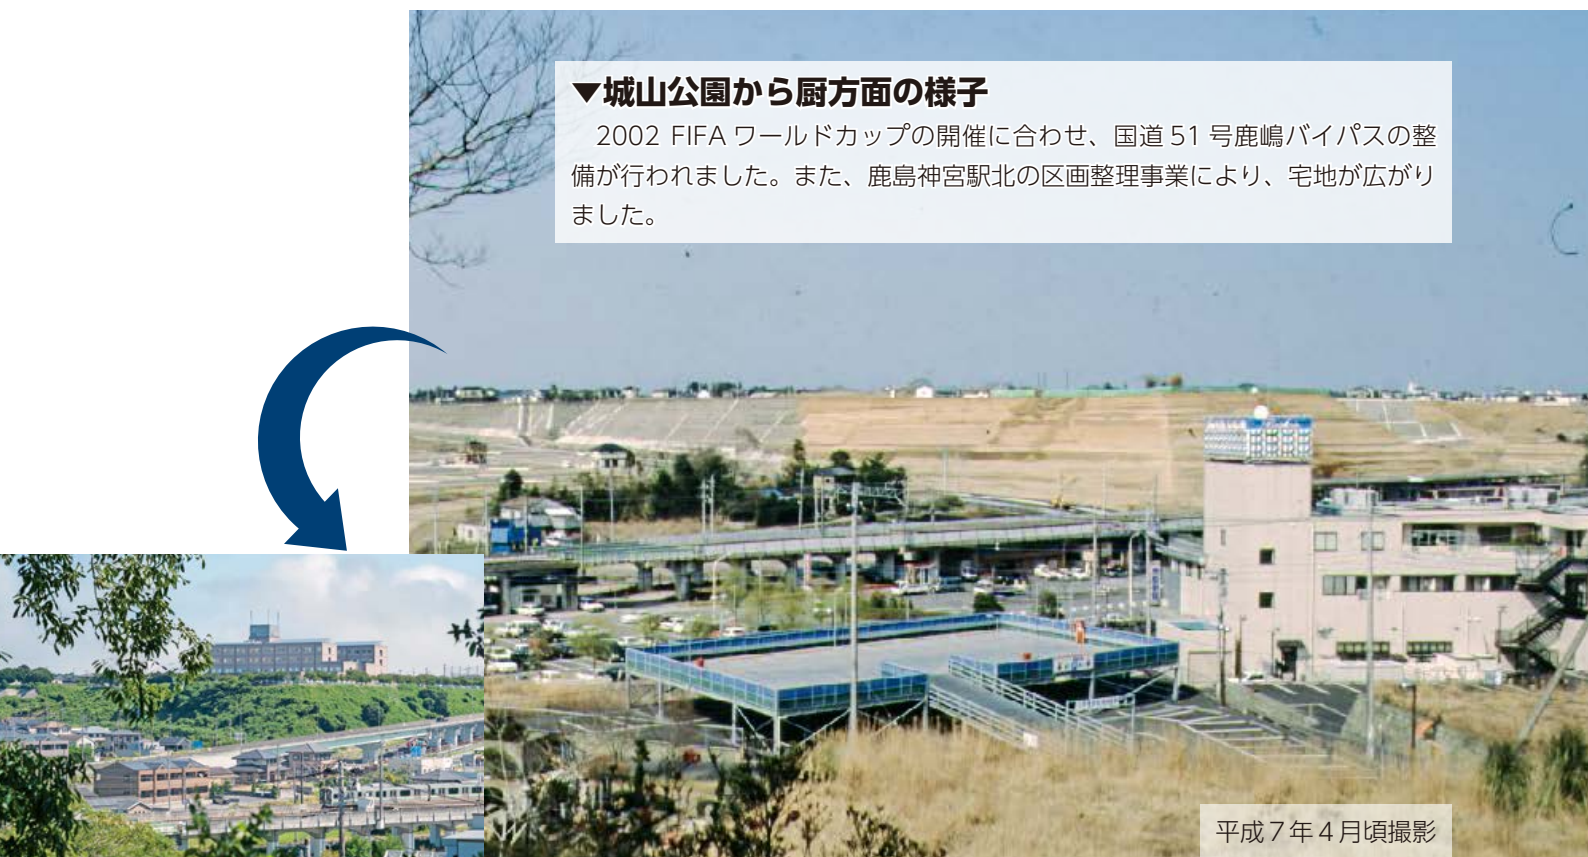 ▼城山公園から厨方面の様子
2002 FIFA ワールドカップの開催に合わせ、国道 51 号鹿嶋バイパスの整
備が行われました。また、鹿島神宮駅北の区画整理事業により、宅地が広がり
ました。
平成７年４月頃撮影